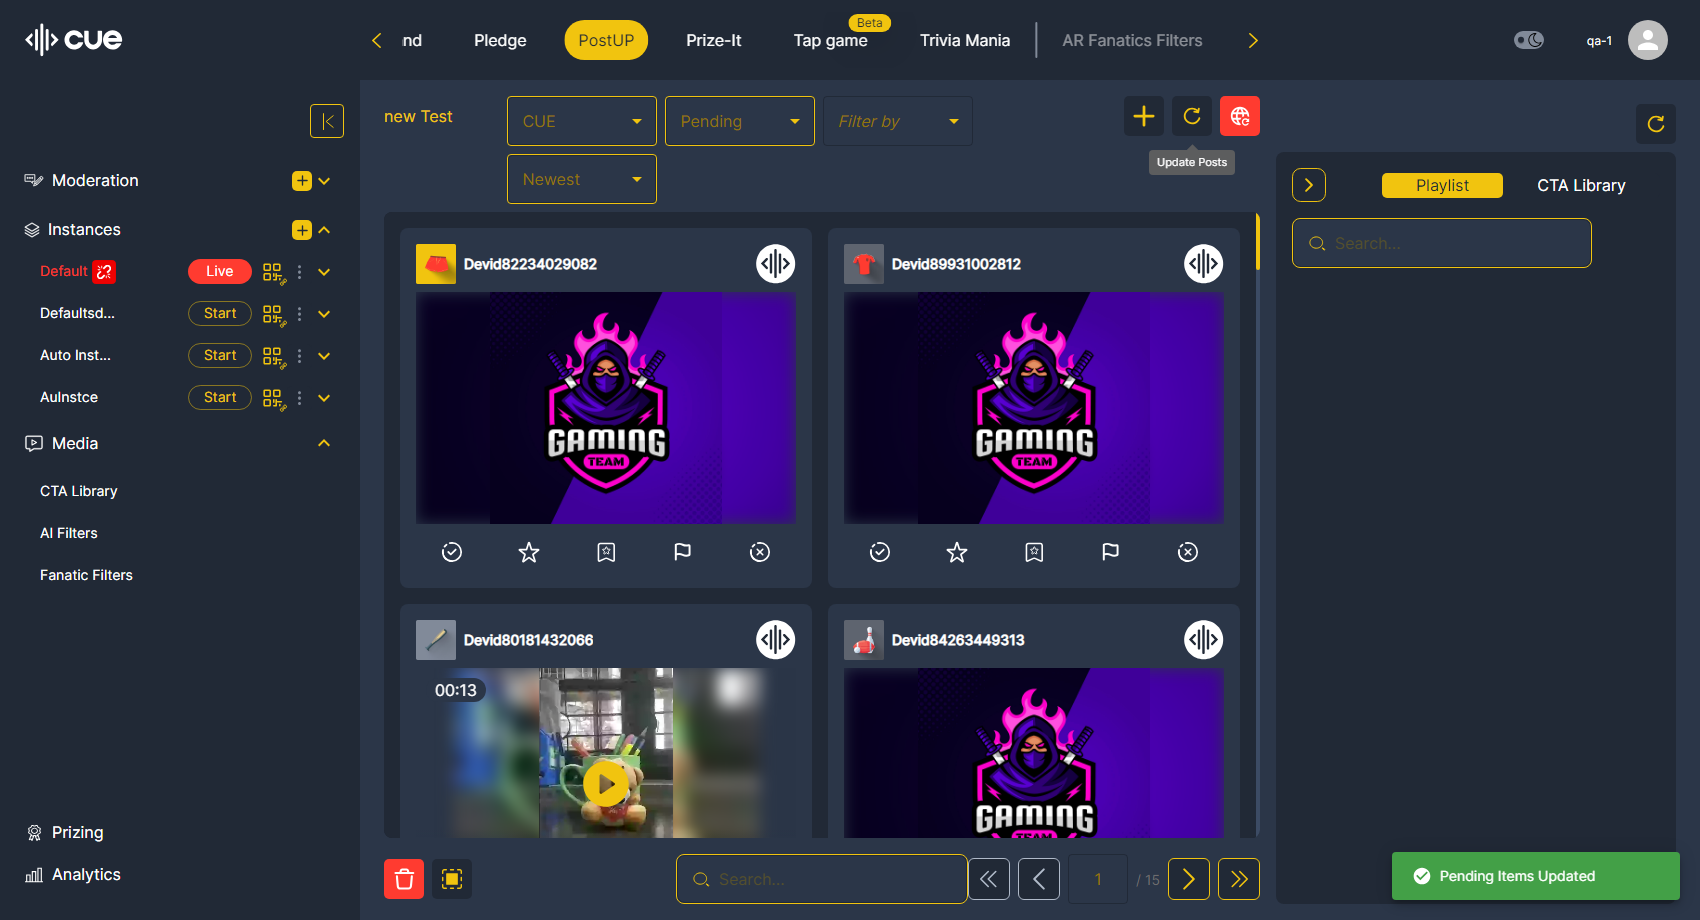 cue
nd
Pledge
PostUP
Prize-It
Beta
Tap game
Trivia Mania
AR Fanatics Filters
qa-1
Moderation
Instances
Default
Live
Defaultsd...
Start
Auto Inst...
Start
AuInstce
Start
Media
CTA Library
AI Filters
Fanatic Filters
Prizing
Analytics
new Test
CUE
Pending
Filter by
Newest
Update Posts
Devid82234029082
GAMING
TEAM
Devid89931002812
GAMING
TEAM
Devid80181432066
00:13
Devid84263449313
GAMING
TEAM
Search...
1
/ 15
Playlist
CTA Library
Search...
Pending Items Updated